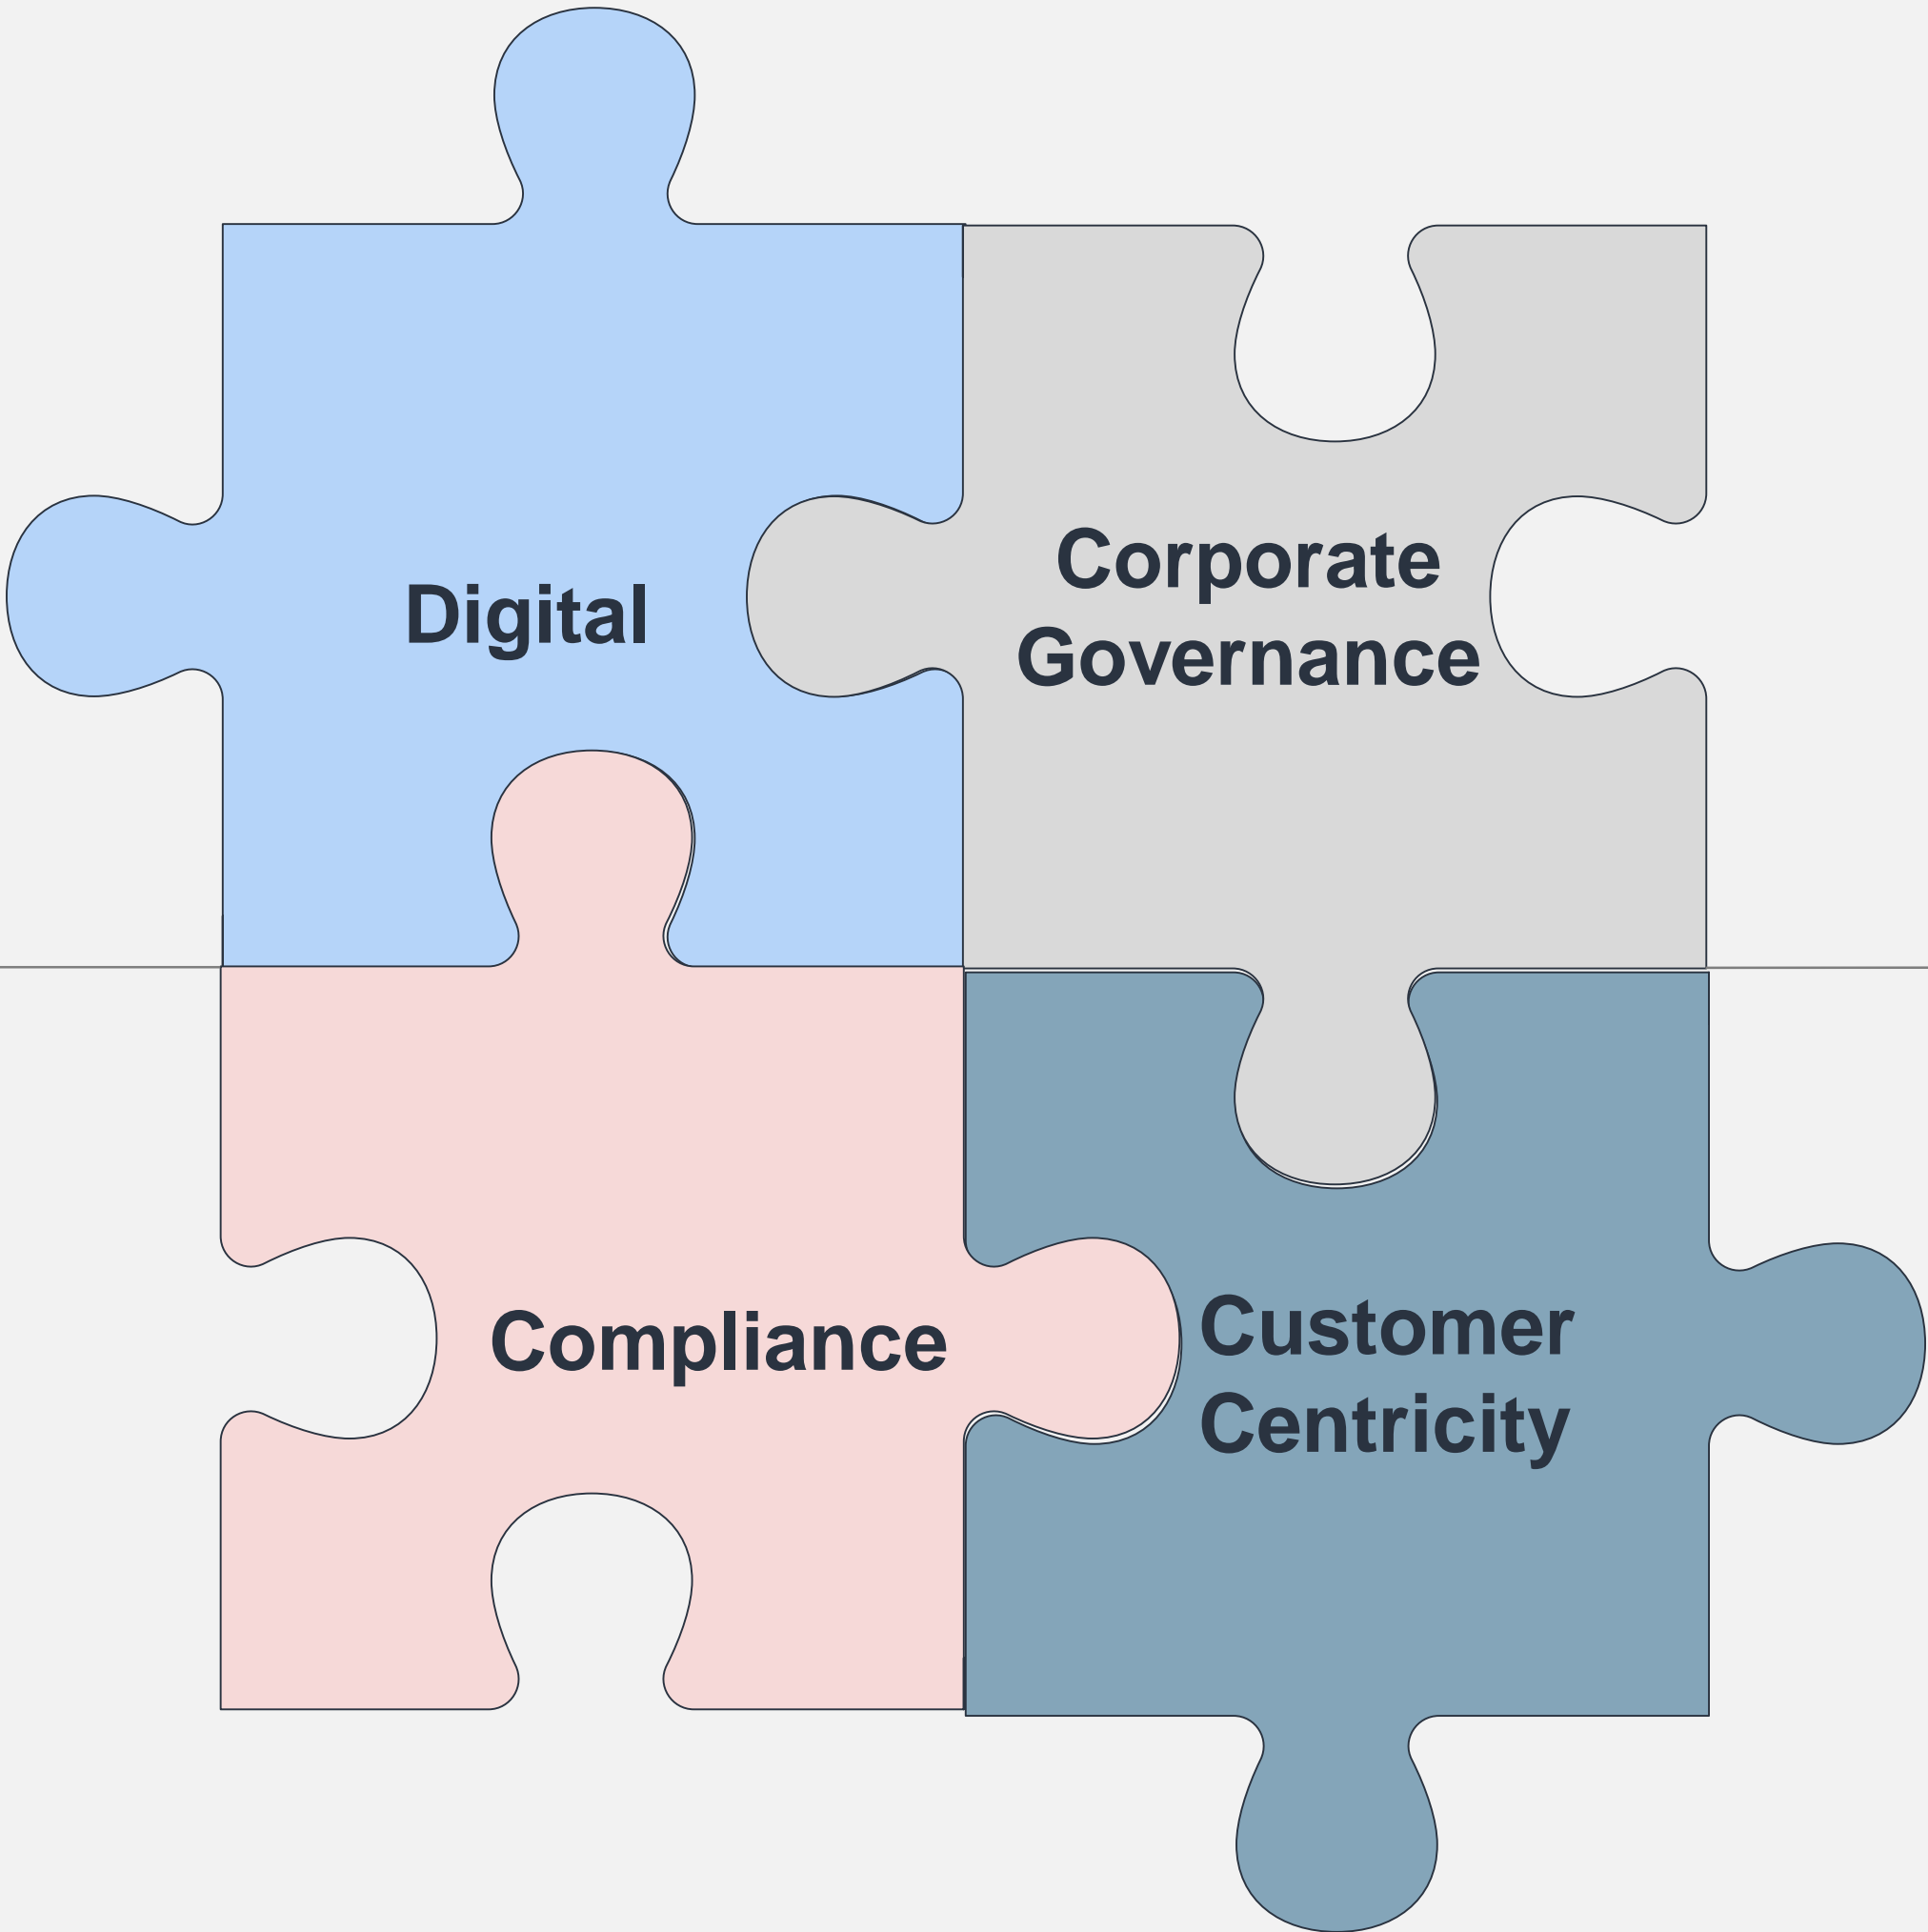 Digital
Corporate
Governance
Compliance
Customer
Centricity